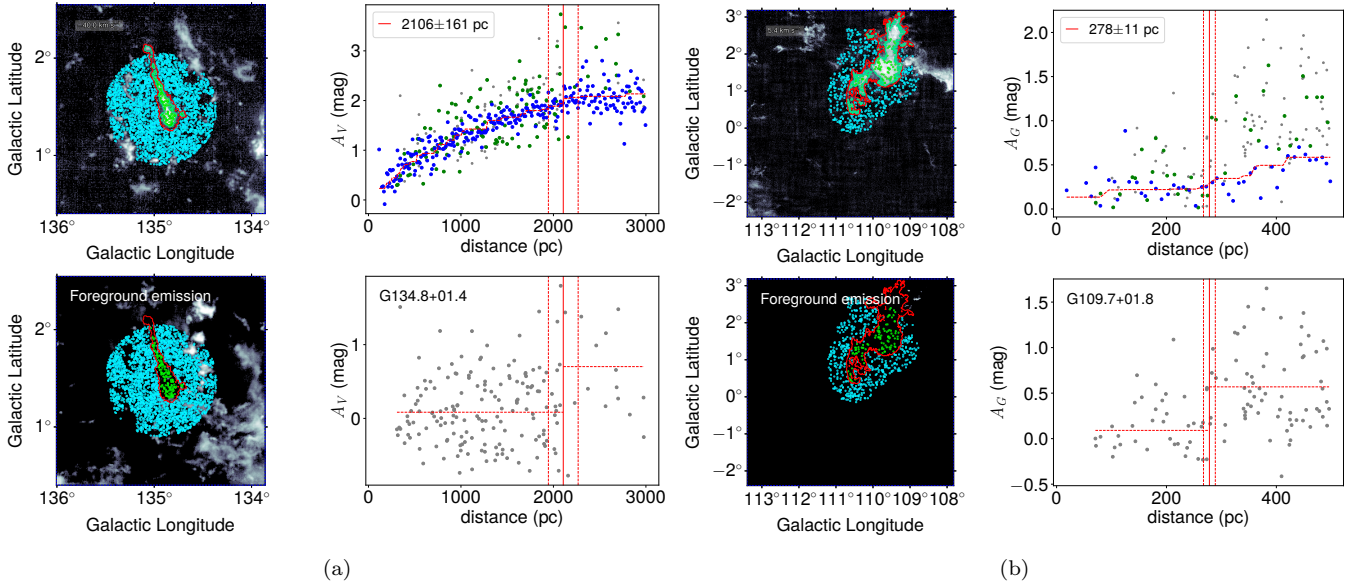 −40.0 km s
2°
1°
Galactic Latitude
136°
135°
134°
Galactic Longitude
2106±161 pc
3
2
1
0
A_V (mag)
0
1000
2000
3000
distance (pc)
5.4 km s
3°
2°
1°
0°
−1°
−2°
Galactic Latitude
113°
112°
111°
110°
109°
108°
Galactic Longitude
278±11 pc
2.0
1.5
1.0
0.5
0.0
A_G (mag)
0
200
400
distance (pc)
Foreground emission
2°
1°
Galactic Latitude
136°
135°
134°
Galactic Longitude
G134.8+01.4
1
0
A_V (mag)
0
1000
2000
3000
distance (pc)
Foreground emission
3°
2°
1°
0°
−1°
−2°
Galactic Latitude
113°
112°
111°
110°
109°
108°
Galactic Longitude
G109.7+01.8
1.5
1.0
0.5
0.0
−0.5
A_G (mag)
0
200
400
distance (pc)
(a)
(b)